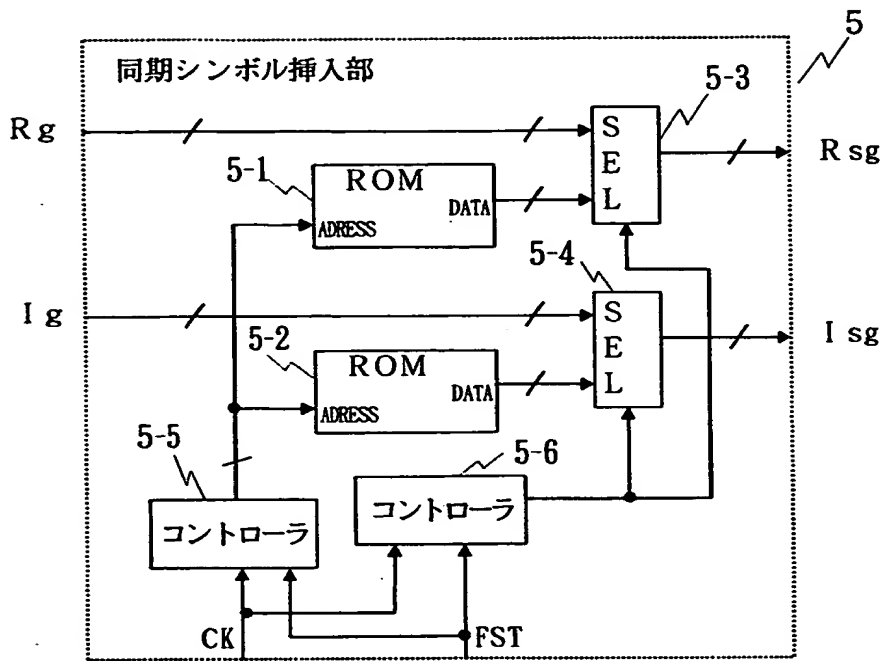 5
同期シンボル挿入部
5-3
Rg
SEL
Rsg
5-1
ROM
DATA
ADRESS
5-4
Ig
SEL
Isg
5-2
ROM
DATA
ADRESS
5-5
5-6
コントローラ
コントローラ
CK
FST